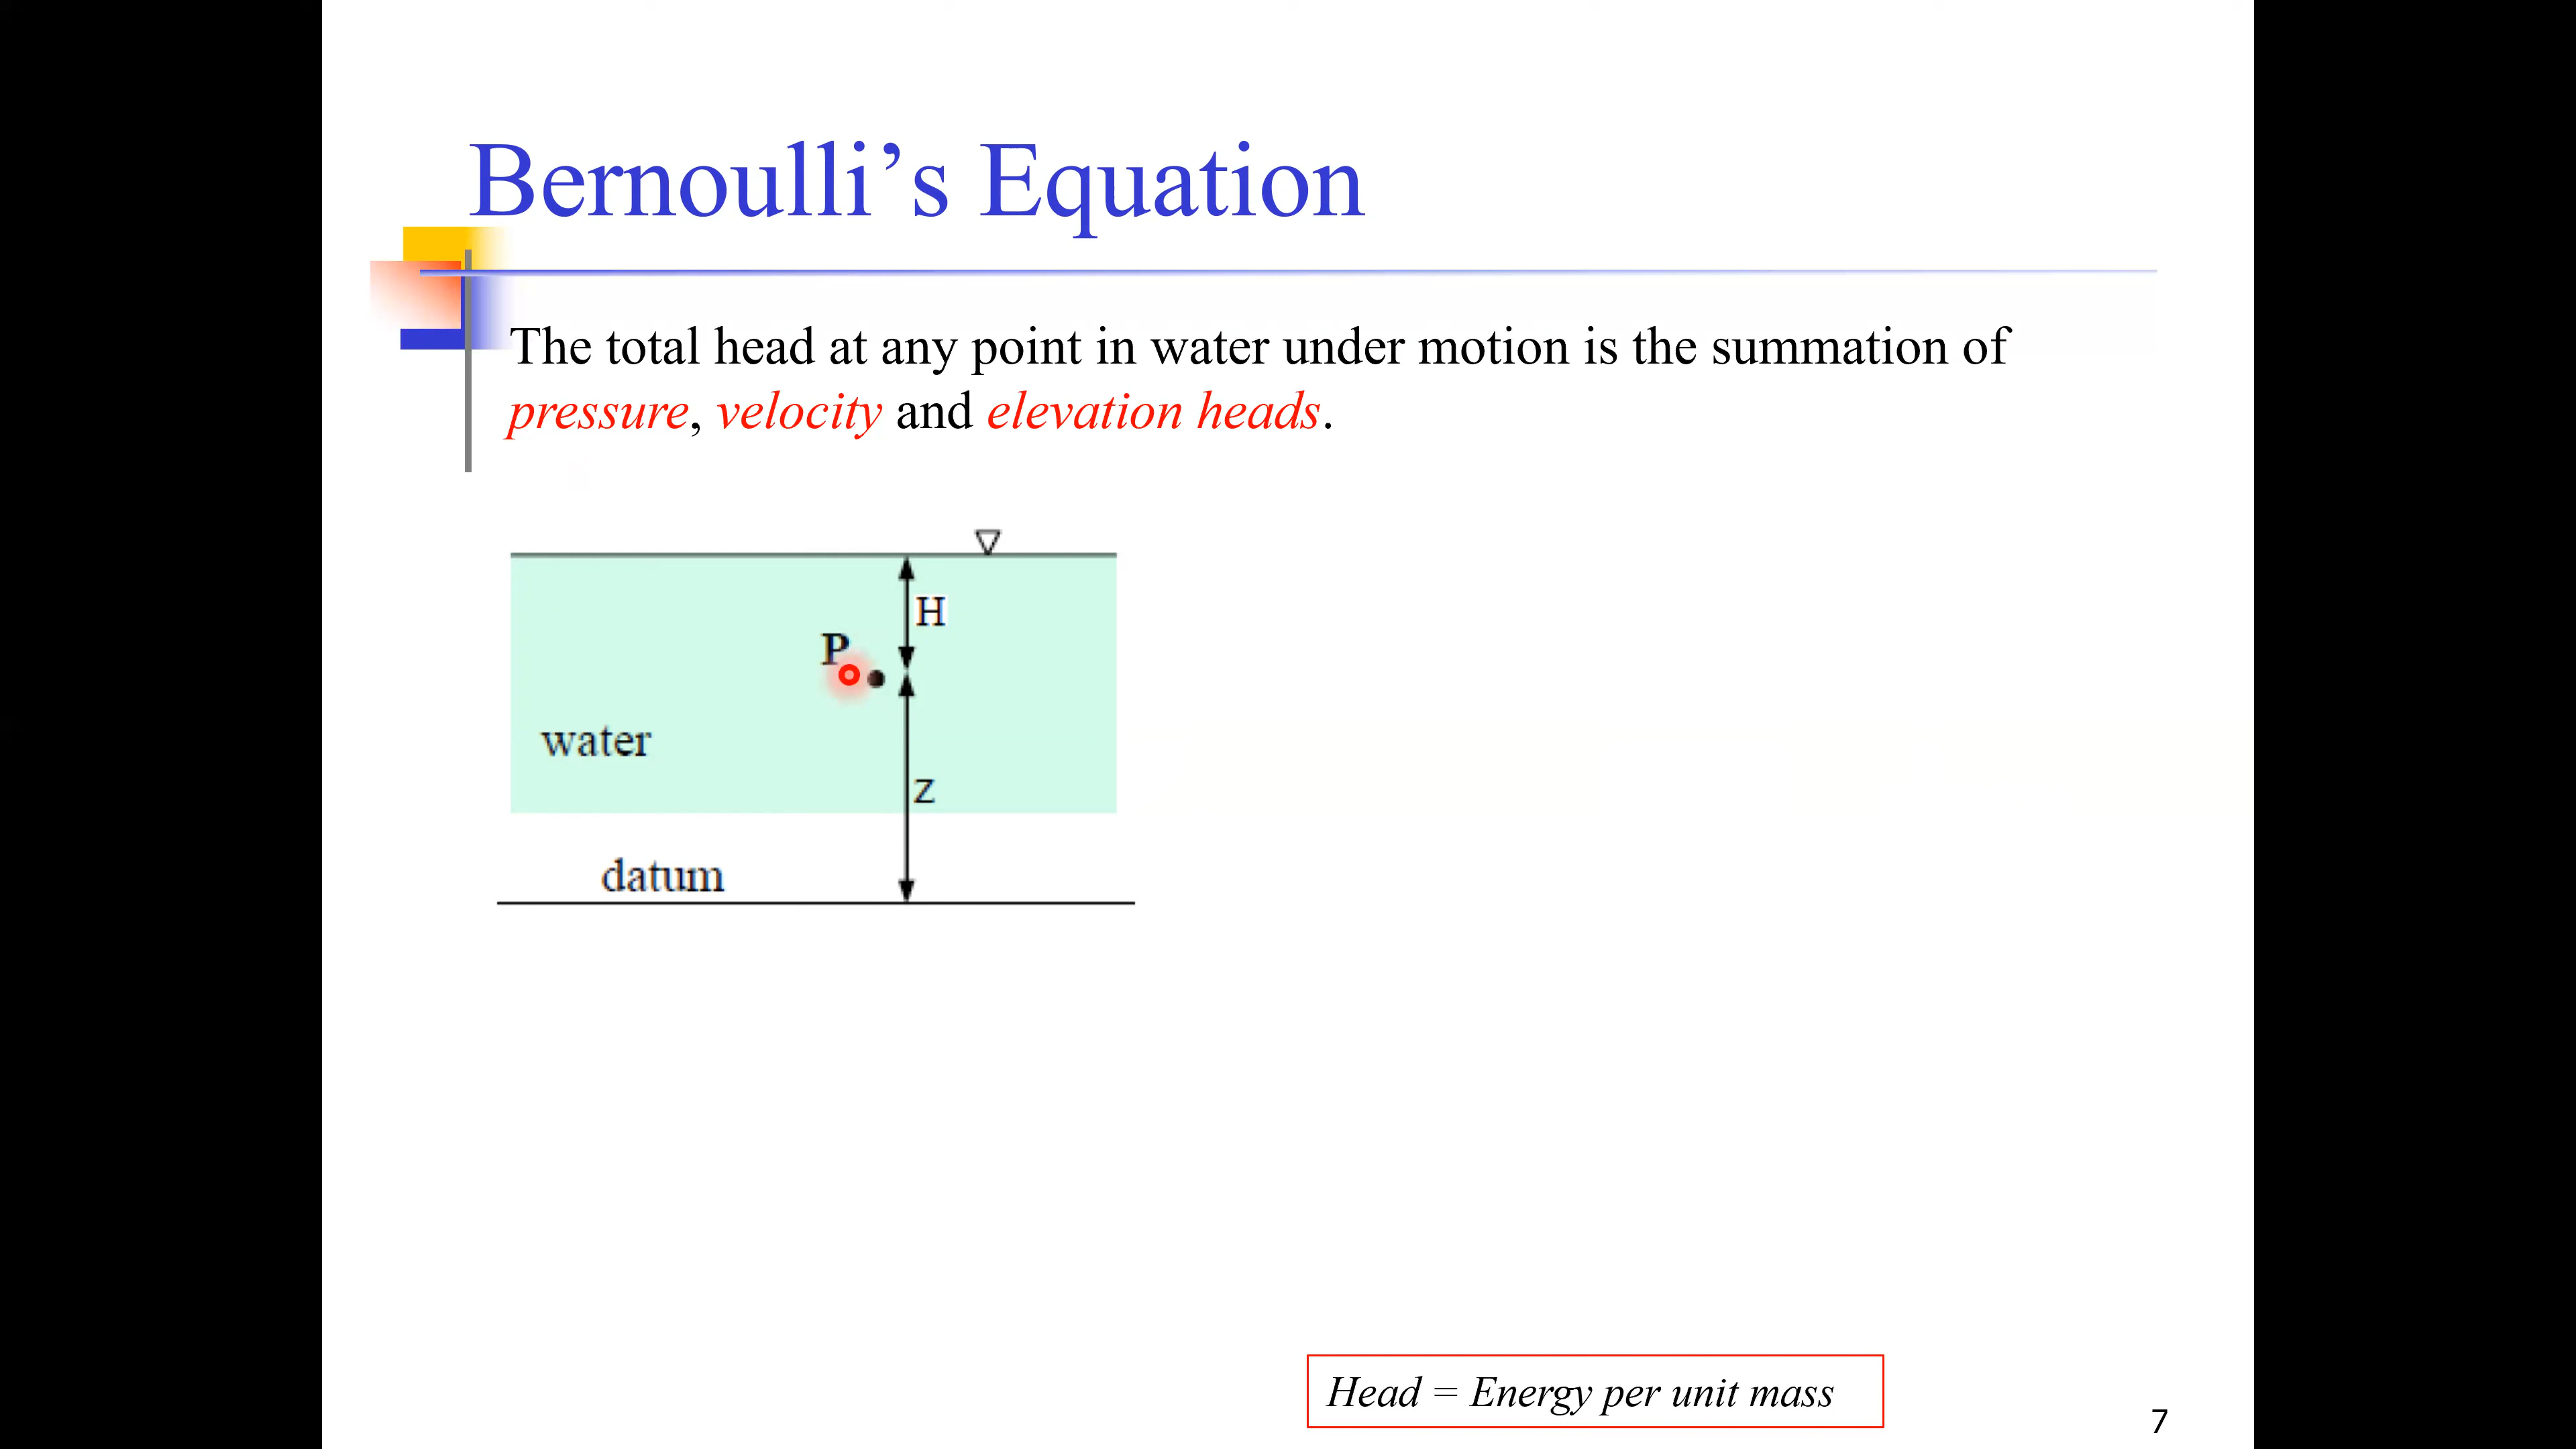 Bernoulli’s Equation
The total head at any point in water under motion is the summation of
pressure, velocity and elevation heads.
H
P
water
z
datum
Head = Energy per unit mass
7